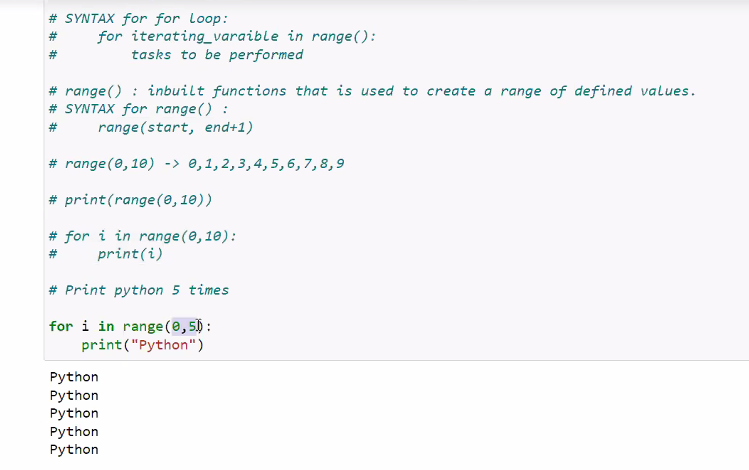 # SYNTAX for for loop:
#     for iterating_varaible in range():
#         tasks to be performed
# range() : inbuilt functions that is used to create a range of defined values.
# SYNTAX for range() :
#     range(start, end+1)
# range(0,10) -> 0,1,2,3,4,5,6,7,8,9
# print(range(0,10))
# for i in range(0,10):
#     print(i)
# Print python 5 times
for i in range(0,5):
    print("Python")
Python
Python
Python
Python
Python